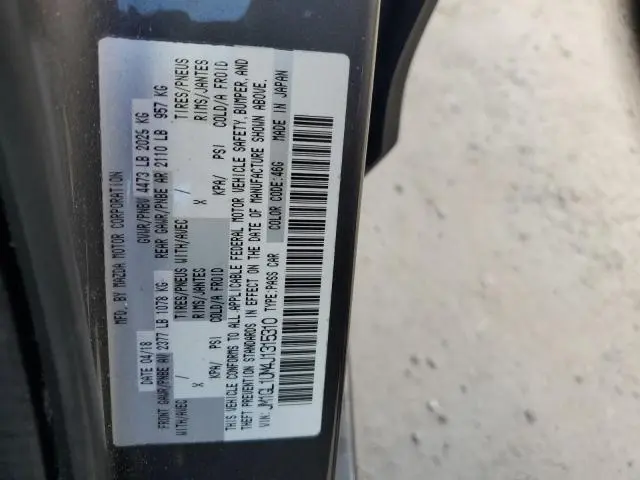 MFD. BY MAZDA MOTOR CORPORATION
DATE 04/18 GVWR/PNBV 4473 LB 2026 KG
FRONT GAWR/PNBE AV 2377 LB 1078 KG REAR GAWR/PNBE AR 2110 LB 957 KG
TIRES/PNEUS WITH/AVEC TIRES/PNEUS
WITH/AVEC / RIMS/JANTES / RIMS/JANTES
X COLD/A FROID X COLD/A FROID
KPA/ PSI KPA/ PSI
THIS VEHICLE CONFORMS TO ALL APPLICABLE FEDERAL MOTOR VEHICLE SAFETY, BUMPER, AND
THEFT PREVENTION STANDARDS IN EFFECT ON THE DATE OF MANUFACTURE SHOWN ABOVE.
VIN: JM1GL1UM4J1315310 TYPE:PASS CAR COLOR CODE:46G MADE IN JAPAN